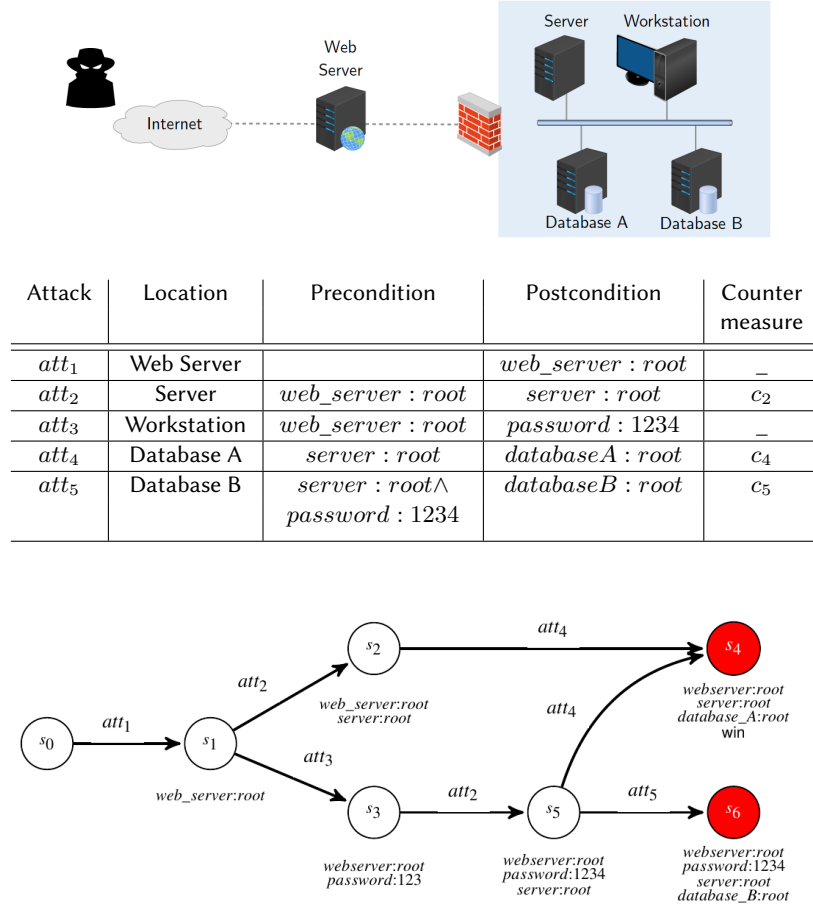 Server
Workstation
Web
Server
Internet
Database A
Database B
Attack Location Precondition Postcondition Counter
measure
att₁ Web Server web_server : root _
att₂ Server web_server : root server : root c₂
att₃ Workstation web_server : root password : 1234 _
att₄ Database A server : root databaseA : root c₄
att₅ Database B server : root∧ databaseB : root c₅
password : 1234
s₂
att₄
s₄
att₂
web_server:root
server:root
webserver:root
server:root
database_A:root
win
att₄
s₀
att₁
s₁
att₃
web_server:root
s₃
att₂
s₅
att₅
s₆
webserver:root
password:123
webserver:root
password:1234
server:root
webserver:root
password:1234
server:root
database_B:root